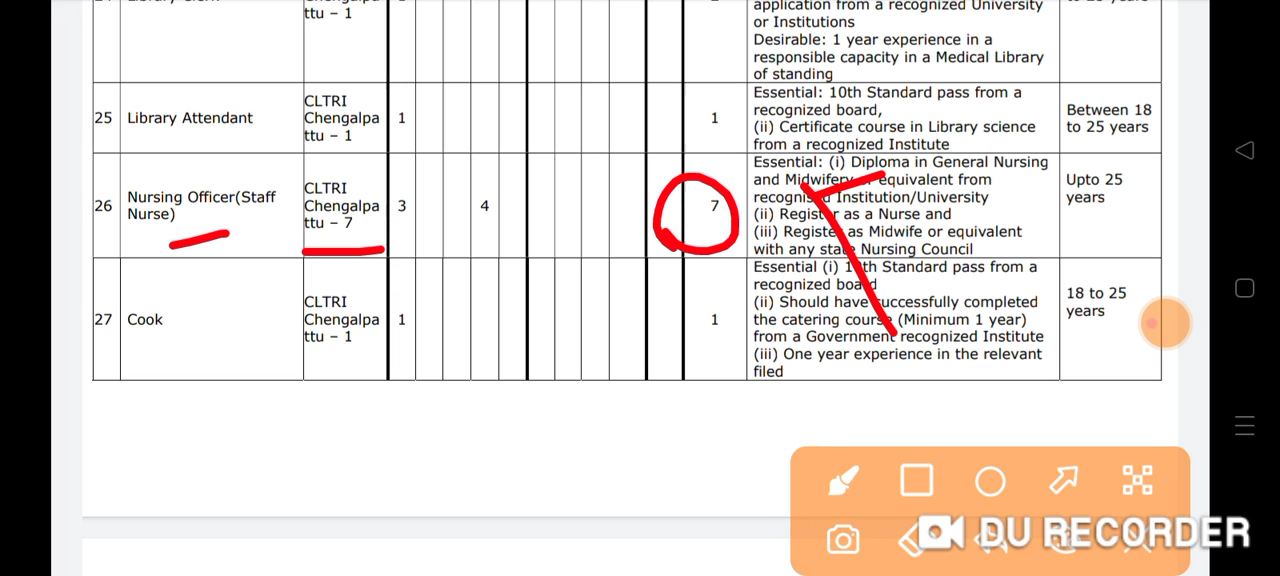 Chengalpa
ttu – 1
application from a recognized University
or Institutions
Desirable: 1 year experience in a
responsible capacity in a Medical Library
of standing
25
Library Attendant
CLTRI
Chengalpa
ttu – 1
1
1
Essential: 10th Standard pass from a
recognized board,
(ii) Certificate course in Library science
from a recognized Institute
Between 18
to 25 years
26
Nursing Officer(Staff
Nurse)
CLTRI
Chengalpa
ttu – 7
3
4
7
Essential: (i) Diploma in General Nursing
and Midwifery or equivalent from
recognised Institution/University
(ii) Register as a Nurse and
(iii) Register as Midwife or equivalent
with any state Nursing Council
Upto 25
years
27
Cook
CLTRI
Chengalpa
ttu – 1
1
1
Essential (i) 10th Standard pass from a
recognized board
(ii) Should have successfully completed
the catering course (Minimum 1 year)
from a Government recognized Institute
(iii) One year experience in the relevant
filed
18 to 25
years
DU RECORDER